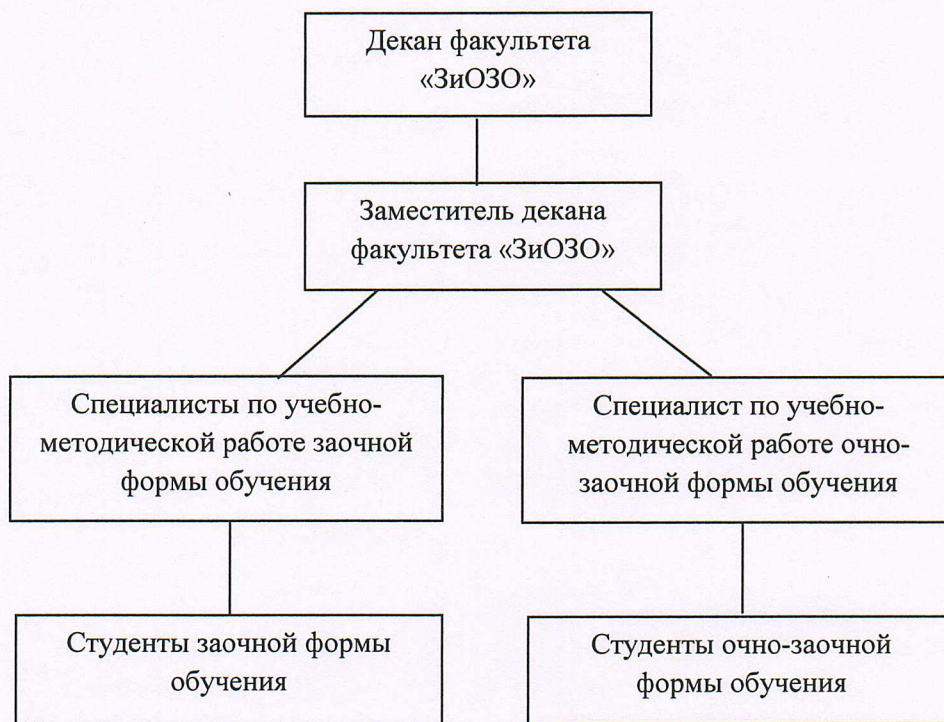 Декан факультета
«ЗиОЗО»
Заместитель декана
факультета «ЗиОЗО»
Специалисты по учебно-
методической работе заочной
формы обучения
Специалист по учебно-
методической работе очно-
заочной формы обучения
Студенты заочной формы
обучения
Студенты очно-заочной
формы обучения